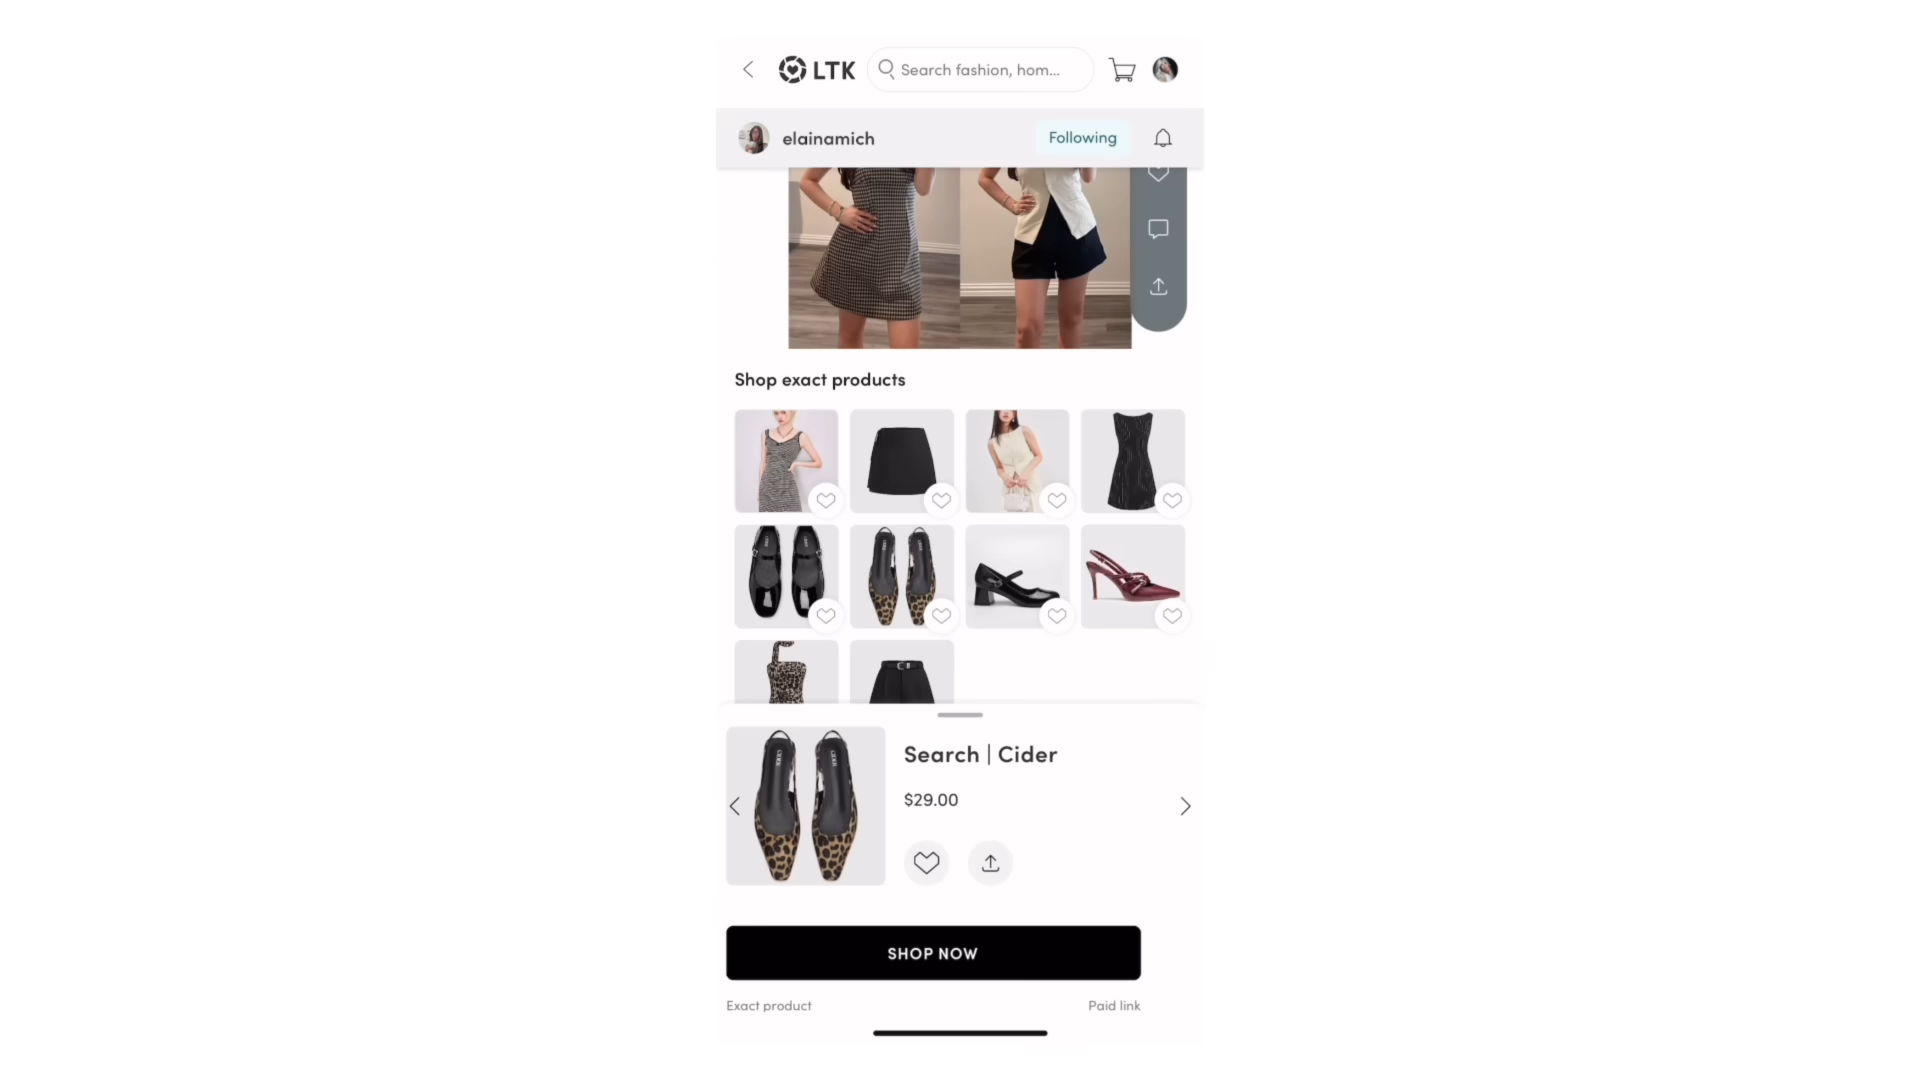 LTK
Search fashion, hom...
elainamich
Following
Shop exact products
Search | Cider
$29.00
SHOP NOW
Exact product
Paid link